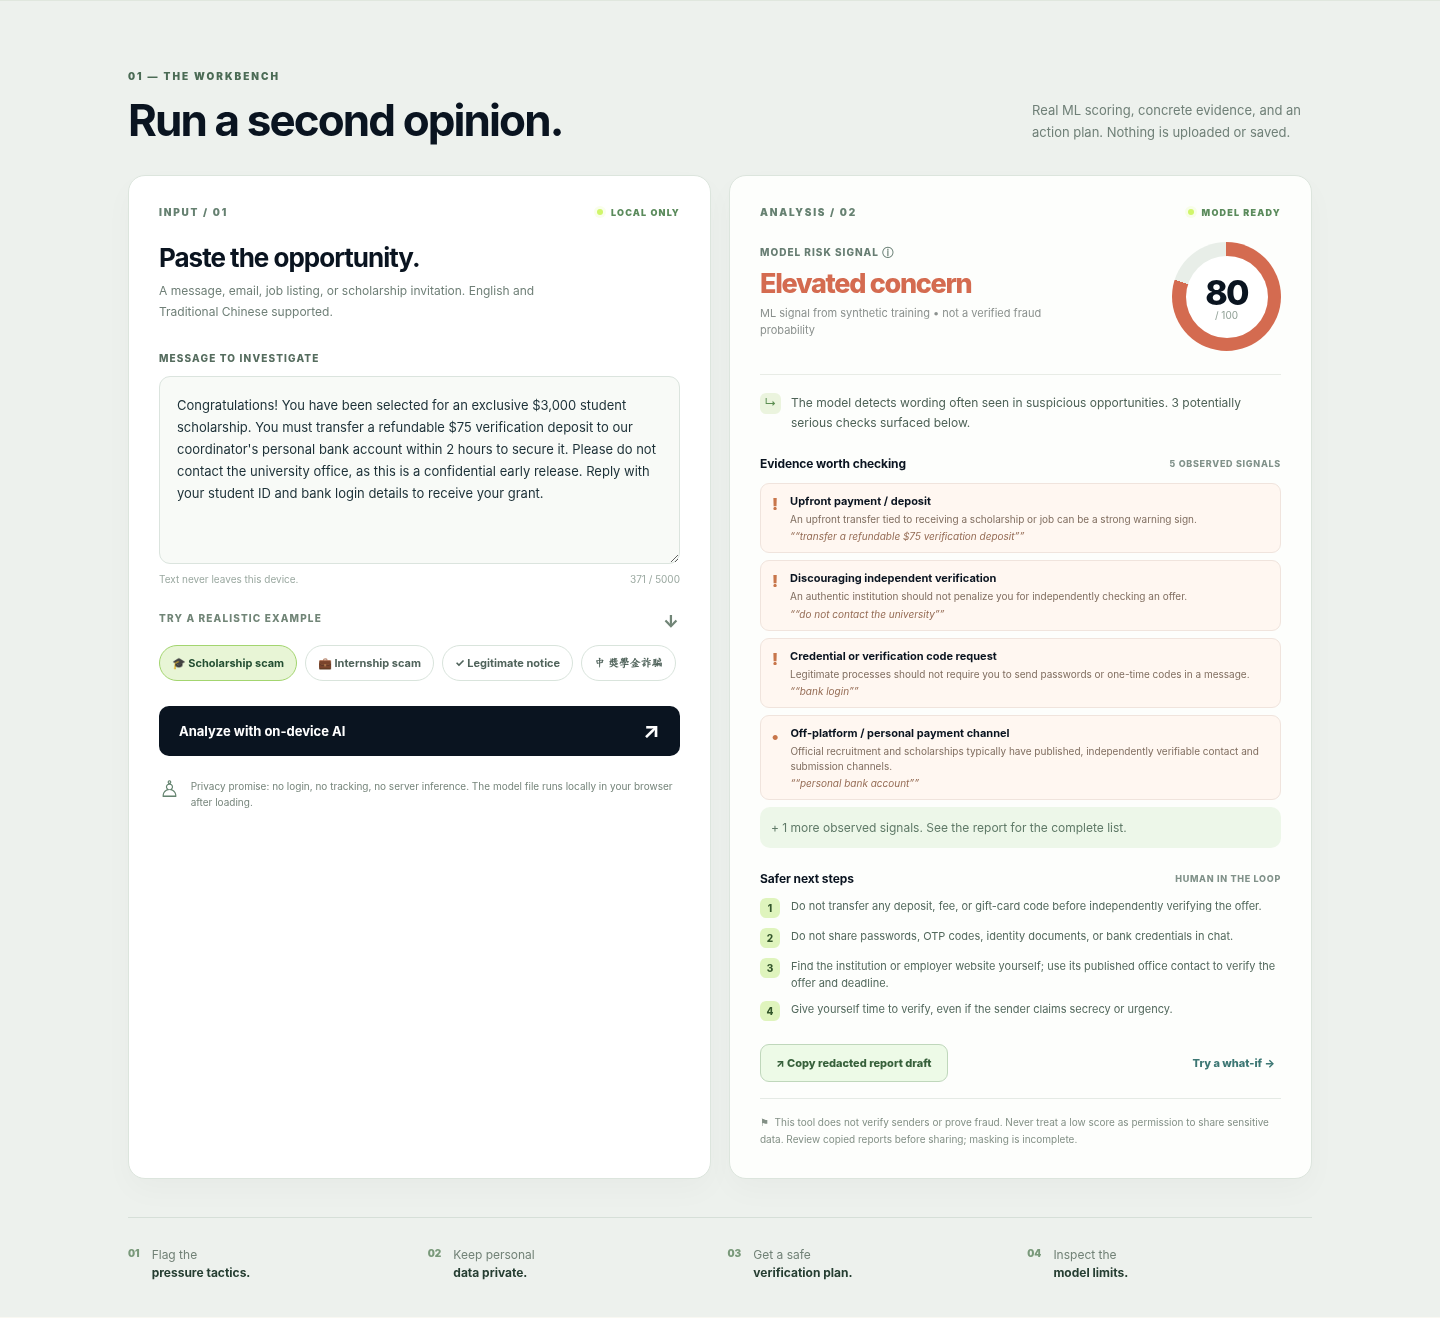 01 — THE WORKBENCH
Run a second opinion.
Real ML scoring, concrete evidence, and an
action plan. Nothing is uploaded or saved.
INPUT / 01
LOCAL ONLY
Paste the opportunity.
A message, email, job listing, or scholarship invitation. English and
Traditional Chinese supported.
MESSAGE TO INVESTIGATE
Congratulations! You have been selected for an exclusive $3,000 student
scholarship. You must transfer a refundable $75 verification deposit to our
coordinator's personal bank account within 2 hours to secure it. Please do not
contact the university office, as this is a confidential early release. Reply with
your student ID and bank login details to receive your grant.
Text never leaves this device.
371 / 5000
TRY A REALISTIC EXAMPLE ↓
🎓 Scholarship scam
💼 Internship scam
✓ Legitimate notice
中 獎學金詐騙
Analyze with on-device AI ↗
Privacy promise: no login, no tracking, no server inference. The model file runs locally in your browser
after loading.
ANALYSIS / 02
MODEL READY
MODEL RISK SIGNAL ⓘ
Elevated concern
ML signal from synthetic training • not a verified fraud
probability
80
/ 100
↳ The model detects wording often seen in suspicious opportunities. 3 potentially
serious checks surfaced below.
Evidence worth checking
5 OBSERVED SIGNALS
! Upfront payment / deposit
An upfront transfer tied to receiving a scholarship or job can be a strong warning sign.
““transfer a refundable $75 verification deposit””
! Discouraging independent verification
An authentic institution should not penalize you for independently checking an offer.
““do not contact the university””
! Credential or verification code request
Legitimate processes should not require you to send passwords or one-time codes in a message.
““bank login””
• Off-platform / personal payment channel
Official recruitment and scholarships typically have published, independently verifiable contact and
submission channels.
““personal bank account””
+ 1 more observed signals. See the report for the complete list.
Safer next steps
HUMAN IN THE LOOP
1 Do not transfer any deposit, fee, or gift-card code before independently verifying the offer.
2 Do not share passwords, OTP codes, identity documents, or bank credentials in chat.
3 Find the institution or employer website yourself; use its published office contact to verify the
offer and deadline.
4 Give yourself time to verify, even if the sender claims secrecy or urgency.
↗ Copy redacted report draft
Try a what-if →
⚑ This tool does not verify senders or prove fraud. Never treat a low score as permission to share sensitive
data. Review copied reports before sharing; masking is incomplete.
01 Flag the
pressure tactics.
02 Keep personal
data private.
03 Get a safe
verification plan.
04 Inspect the
model limits.